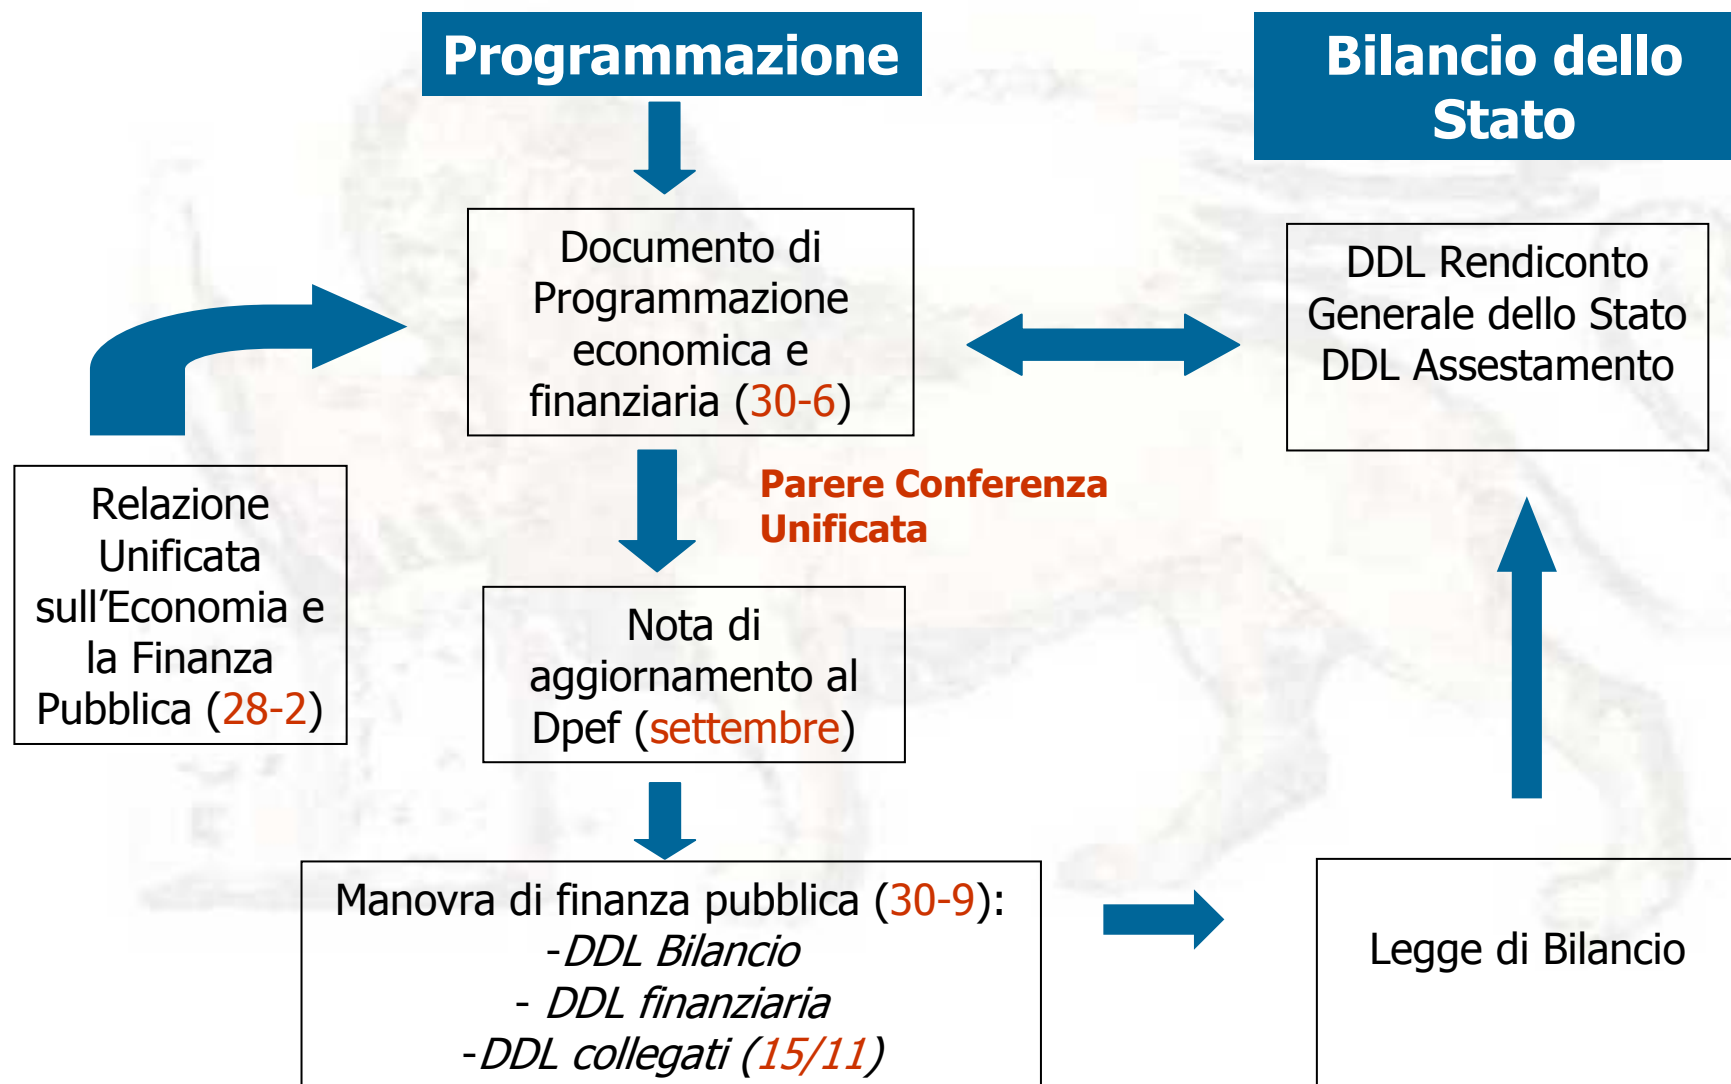 Programmazione
Bilancio dello
Stato
Documento di
Programmazione
economica e
finanziaria (30-6)
DDL Rendiconto
Generale dello Stato
DDL Assestamento
Relazione
Unificata
sull’Economia e
la Finanza
Pubblica (28-2)
Parere Conferenza
Unificata
Nota di
aggiornamento al
Dpef (settembre)
Manovra di finanza pubblica (30-9):
-DDL Bilancio
- DDL finanziaria
-DDL collegati (15/11)
Legge di Bilancio